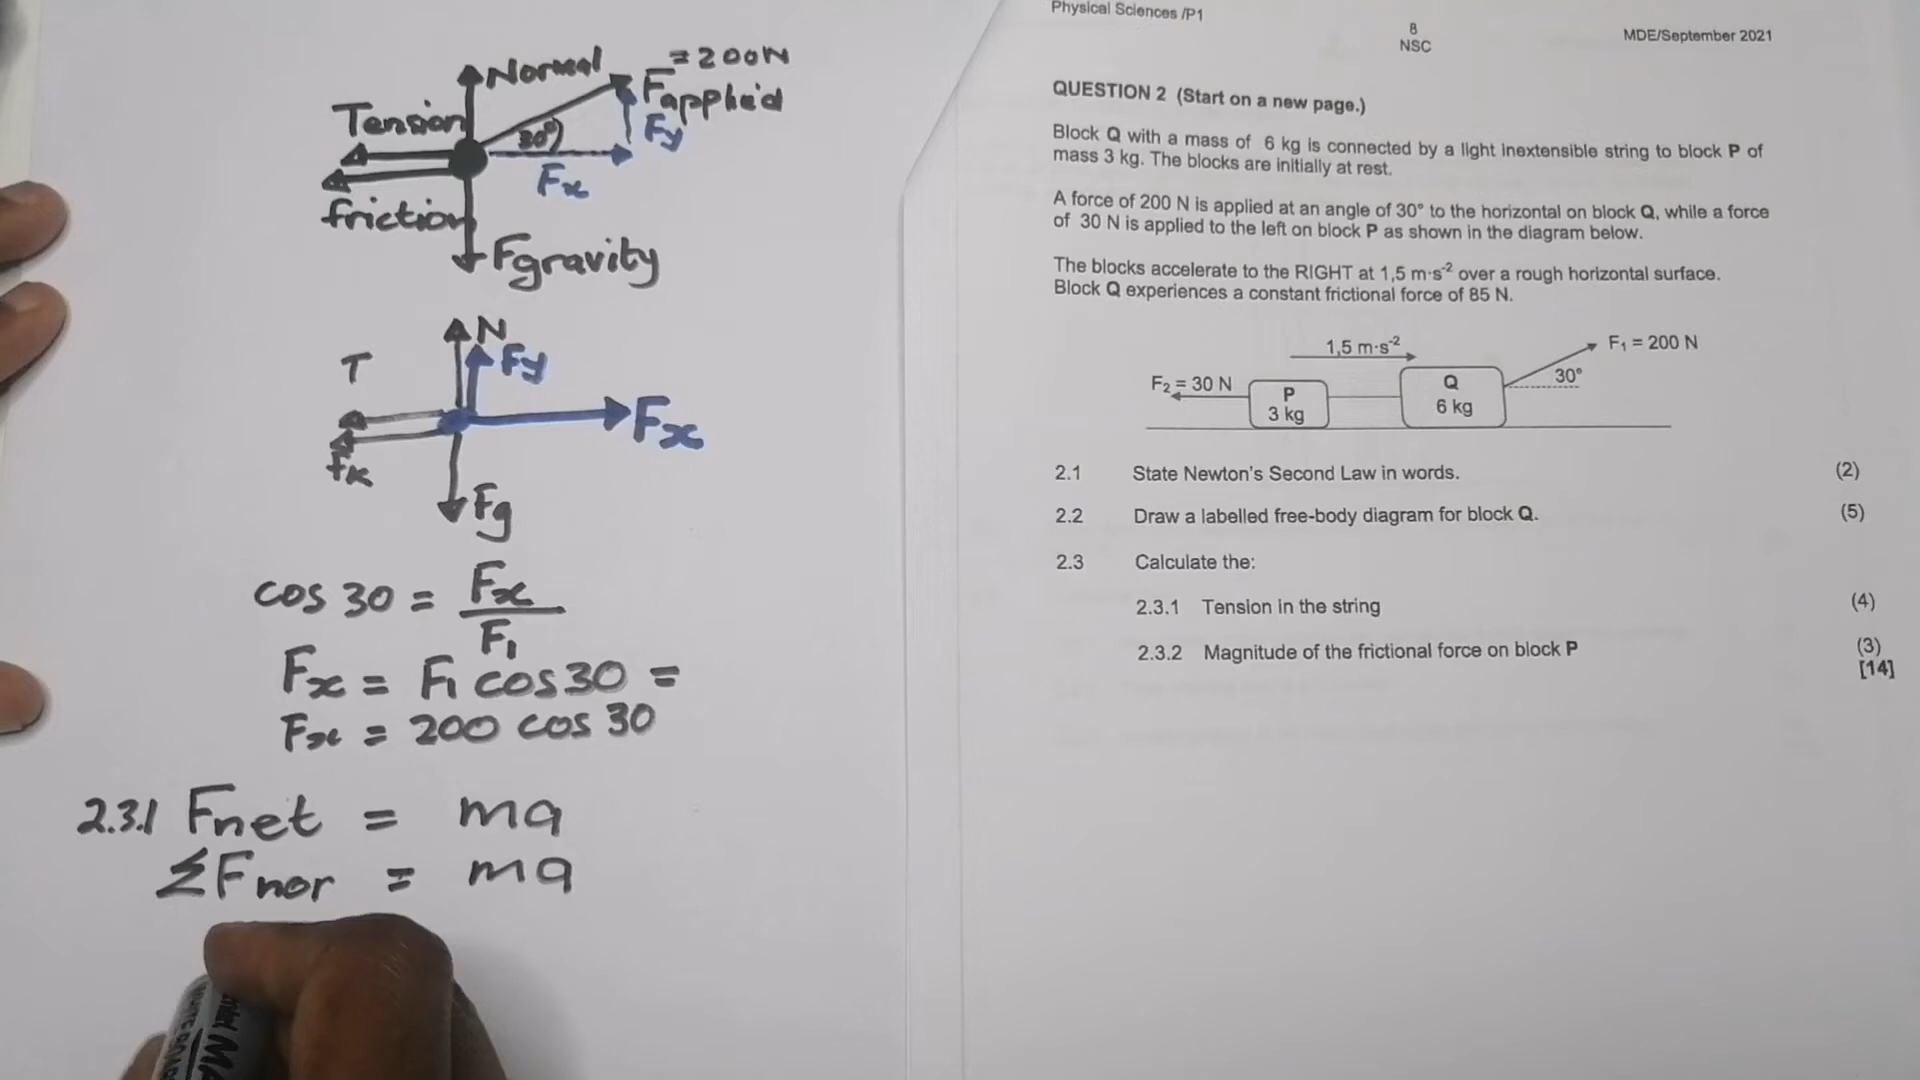 Normal
= 200N
Fapplied
Tension
30°
Fy
Fx
friction
Fgravity
N
Fy
T
Fx
fk
Fg
cos 30 = Fx
F1
Fx = F1 cos 30 =
Fx = 200 cos 30
2.3.1 Fnet = ma
ΣFnor = ma
Physical Sciences /P1
8
NSC
MDE/September 2021
QUESTION 2 (Start on a new page.)
Block Q with a mass of 6 kg is connected by a light inextensible string to block P of
mass 3 kg. The blocks are initially at rest.
A force of 200 N is applied at an angle of 30° to the horizontal on block Q, while a force
of 30 N is applied to the left on block P as shown in the diagram below.
The blocks accelerate to the RIGHT at 1,5 m·s⁻² over a rough horizontal surface.
Block Q experiences a constant frictional force of 85 N.
1,5 m·s⁻²
F₁ = 200 N
30°
F₂ = 30 N
P
3 kg
Q
6 kg
2.1 State Newton's Second Law in words. (2)
2.2 Draw a labelled free-body diagram for block Q. (5)
2.3 Calculate the:
2.3.1 Tension in the string (4)
2.3.2 Magnitude of the frictional force on block P (3)
[14]